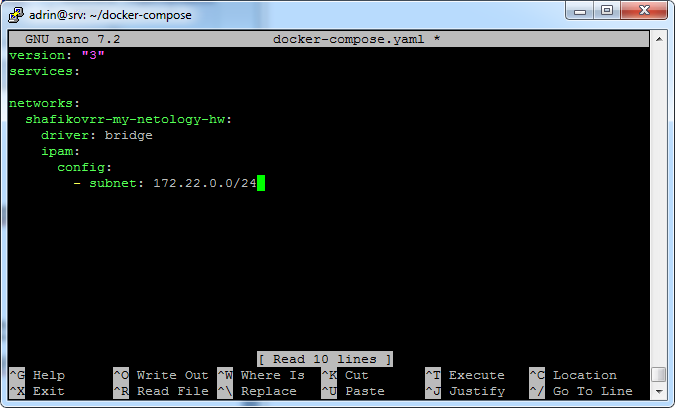 adrin@srv: ~/docker-compose
GNU nano 7.2 docker-compose.yaml *
version: "3"
services:
networks:
  shafikovrr-my-netology-hw:
    driver: bridge
    ipam:
      config:
        - subnet: 172.22.0.0/24
[ Read 10 lines ]
^G Help ^O Write Out ^W Where Is ^K Cut ^T Execute ^C Location
^X Exit ^R Read File ^\ Replace ^U Paste ^J Justify ^/ Go To Line